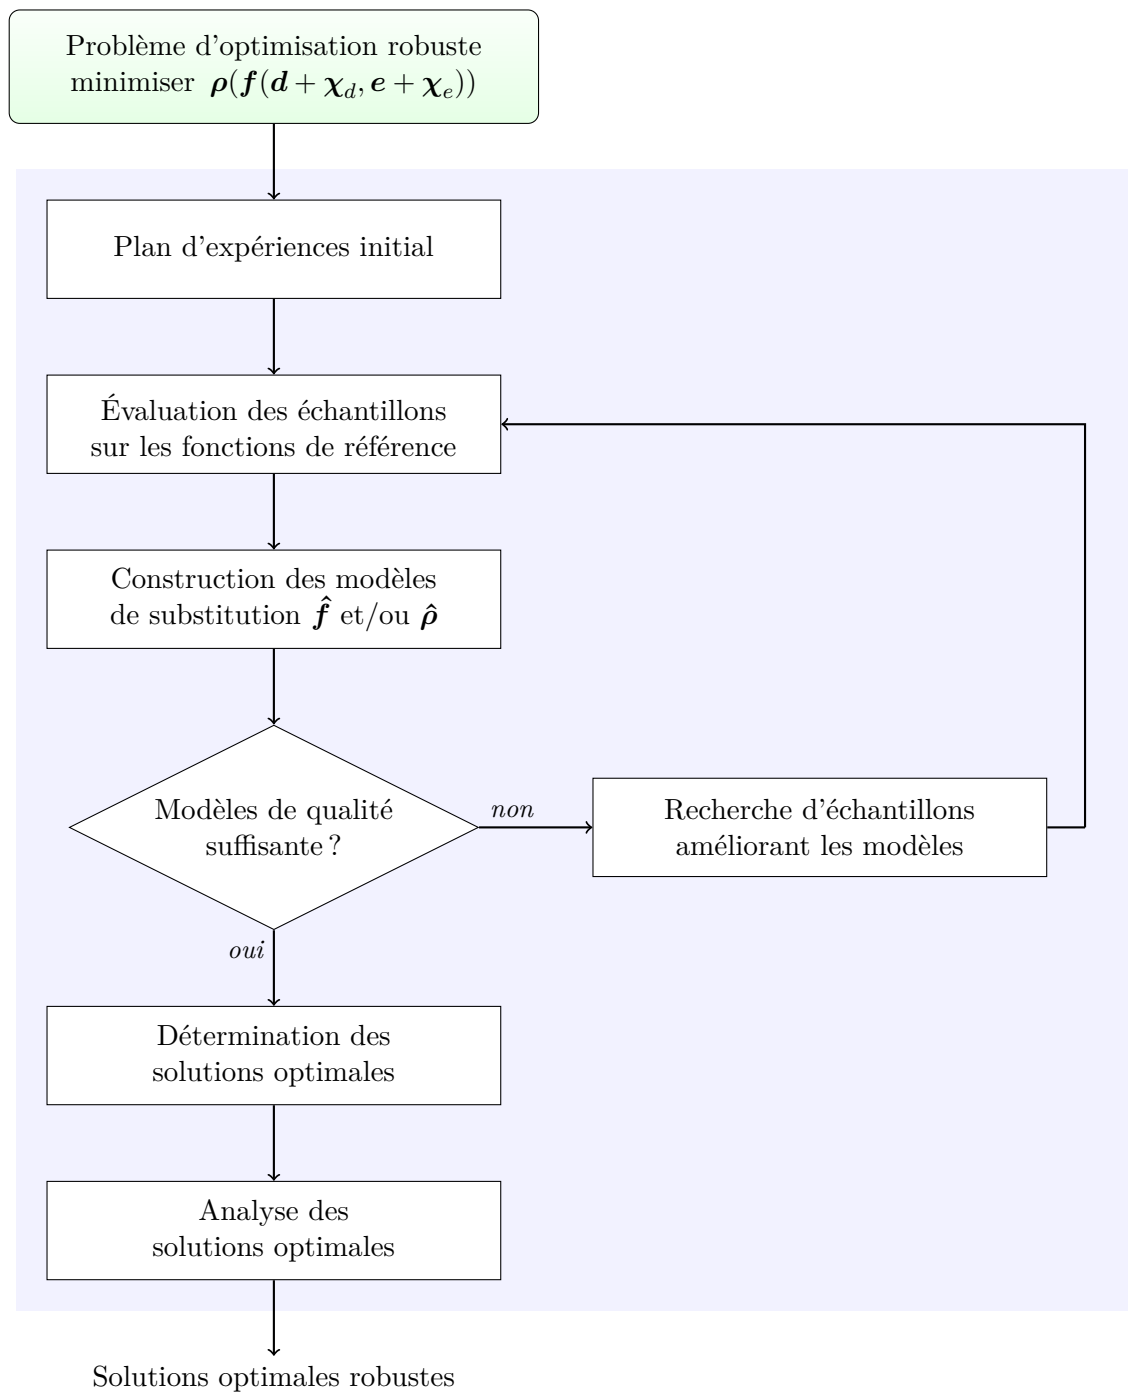 Problème d'optimisation robuste
minimiser ρ(f(d + χ_d, e + χ_e))
Plan d'expériences initial
Évaluation des échantillons
sur les fonctions de référence
Construction des modèles
de substitution f̂ et/ou ρ̂
Modèles de qualité
suffisante ?
non
Recherche d'échantillons
améliorant les modèles
oui
Détermination des
solutions optimales
Analyse des
solutions optimales
Solutions optimales robustes